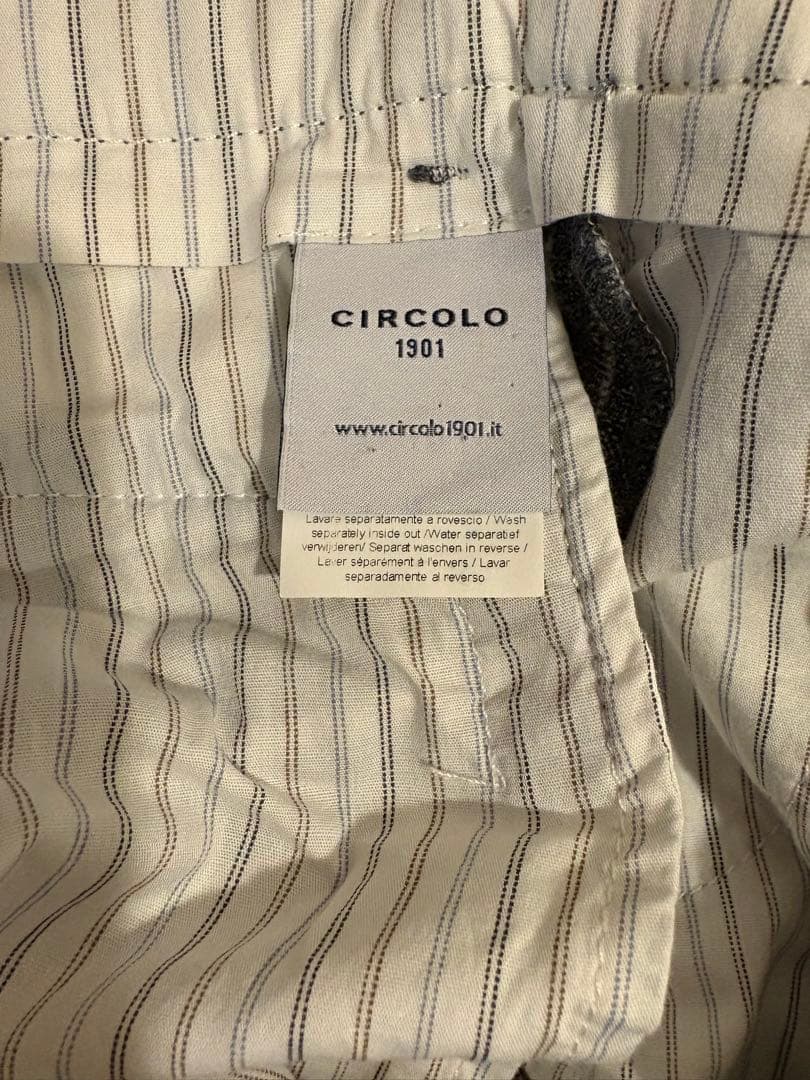 CIRCOLO
1901
www.circolo1901.it
Lavare separatamente a rovescio / Wash
separately inside out /Water separatief
verwijderen/ Separat waschen in reverse /
Laver séparément à l'envers / Lavar
separadamente al reverso